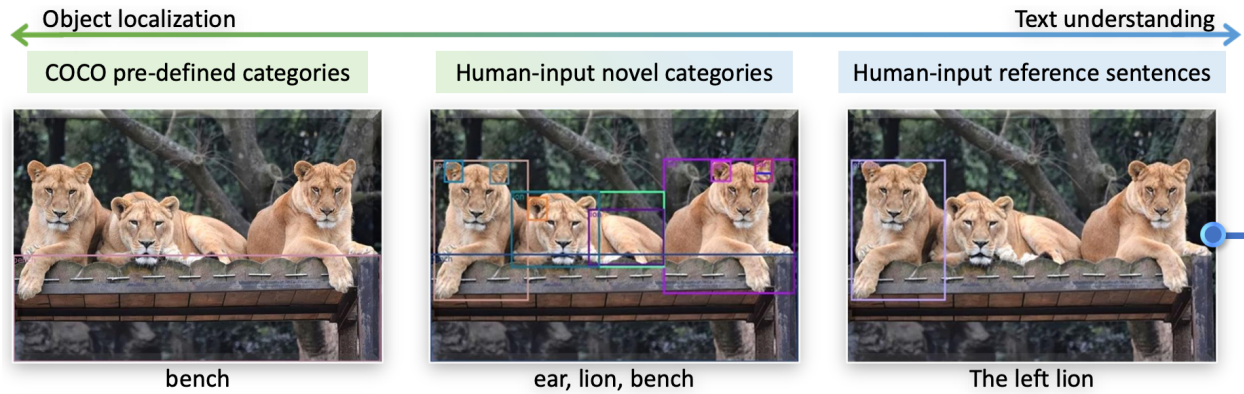 Object localization
Text understanding
COCO pre-defined categories
Human-input novel categories
Human-input reference sentences
bench
ear, lion, bench
The left lion